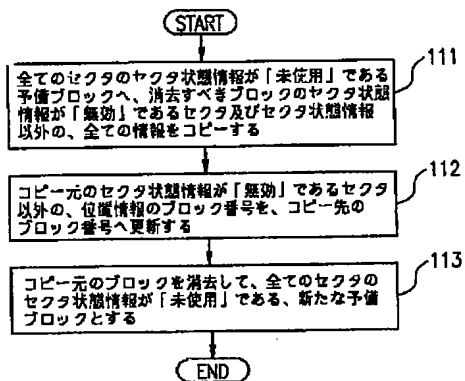 START
111
全てのセクタのセクタ状態情報が「未使用」である
予備ブロックへ、消去すべきブロックのセクタ状態
情報が「無効」であるセクタ及びセクタ状態情報
以外の、全ての情報をコピーする
112
コピー元のセクタ状態情報が「無効」であるセクタ
以外の、位置情報のブロック番号を、コピー先の
ブロック番号へ更新する
113
コピー元のブロックを消去して、全てのセクタの
セクタ状態情報が「未使用」である、新たな予備
ブロックとする
END